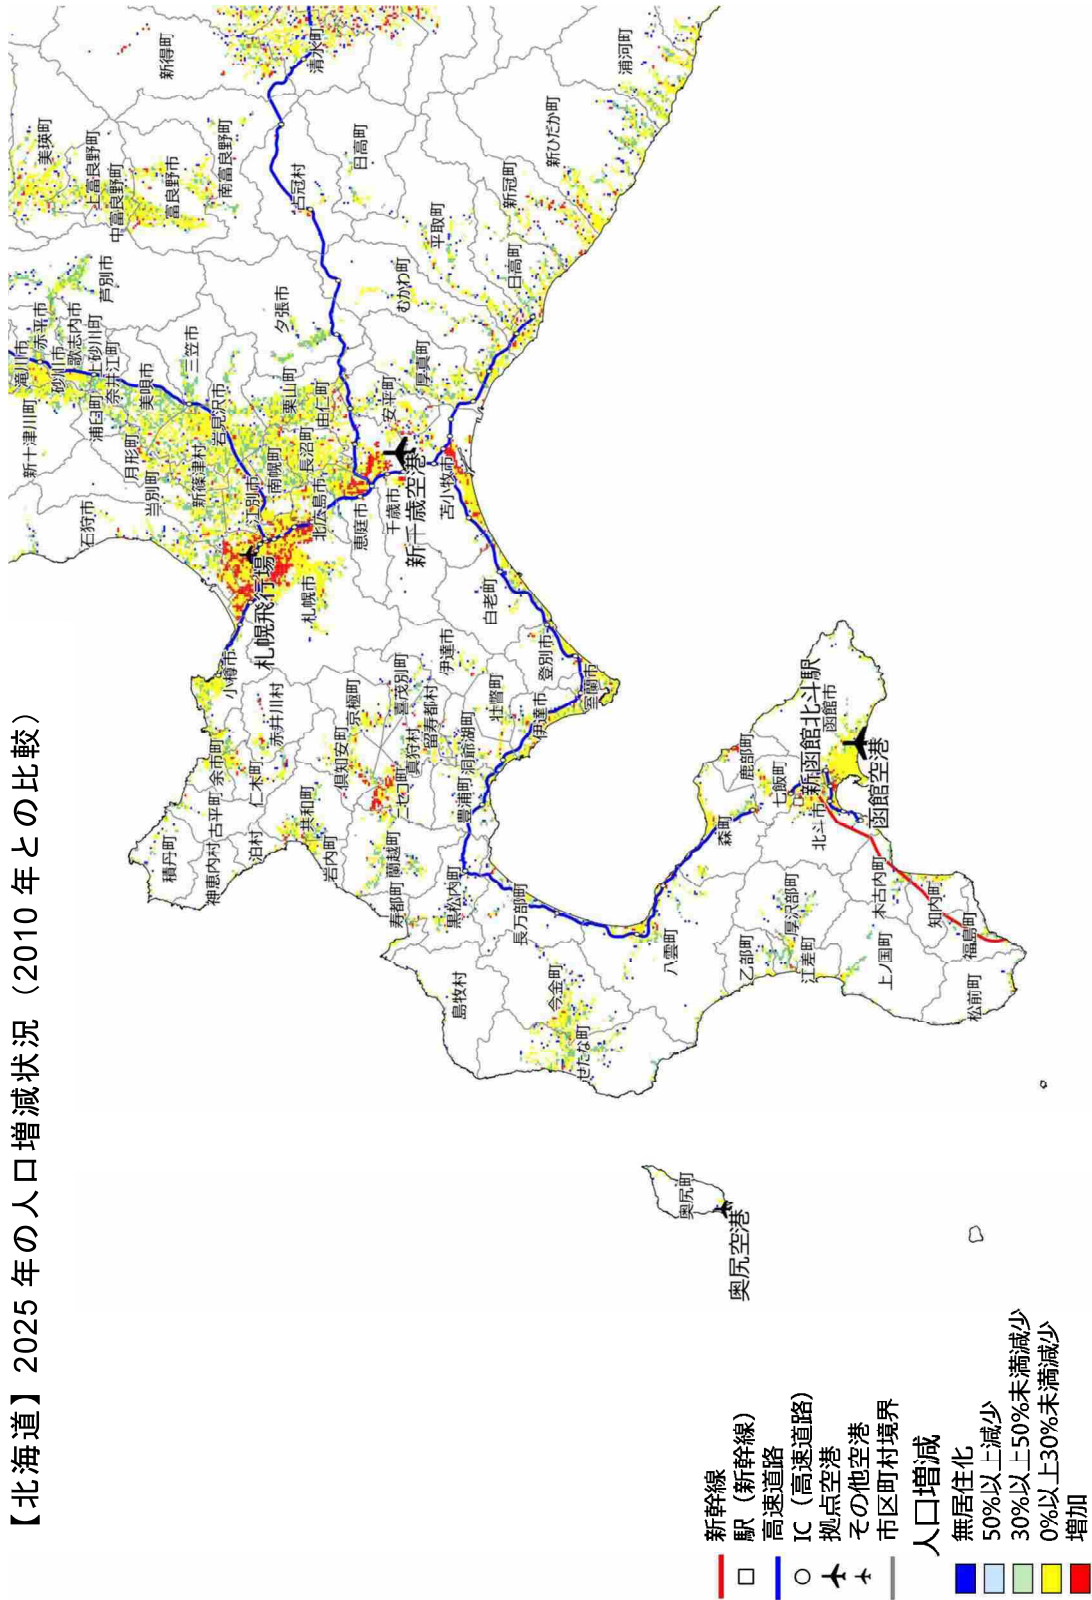 【北海道】2025 年の人口増減状況（2010 年との比較）
新得町
清水町
浦河町
美瑛町
上富良野町
中富良野町
富良野市
南富良野町
占冠村
日高町
新ひだか町
新冠町
平取町
日高町
むかわ町
芦別市
赤平市
歌志内市
上砂川町
滝川市
砂川市
奈井江町
浦臼町
新十津川町
美唄市
三笠市
夕張市
月形町
岩見沢市
栗山町
由仁町
安平町
厚真町
当別町
新篠津村
南幌町
長沼町
石狩市
江別市
北広島市
恵庭市
千歳市
新千歳空港
苫小牧市
札幌飛行場
札幌市
白老町
小樽市
赤井川村
京極町
喜茂別町
伊達市
登別市
室蘭市
壮瞥町
伊達市
余市町
仁木町
倶知安町
真狩村
留寿都村
洞爺湖町
ニセコ町
豊浦町
積丹町
古平町
神恵内村
泊村
共和町
岩内町
蘭越町
寿都町
黒松内町
長万部町
島牧村
今金町
せたな町
八雲町
森町
鹿部町
七飯町
新函館北斗駅
函館市
北斗市
函館空港
厚沢部町
乙部町
江差町
木古内町
上ノ国町
知内町
福島町
松前町
奥尻町
奥尻空港
新幹線
駅（新幹線）
高速道路
IC（高速道路）
拠点空港
その他空港
市区町村境界
人口増減
無居住化
50%以上減少
30%以上50%未満減少
0%以上30%未満減少
増加